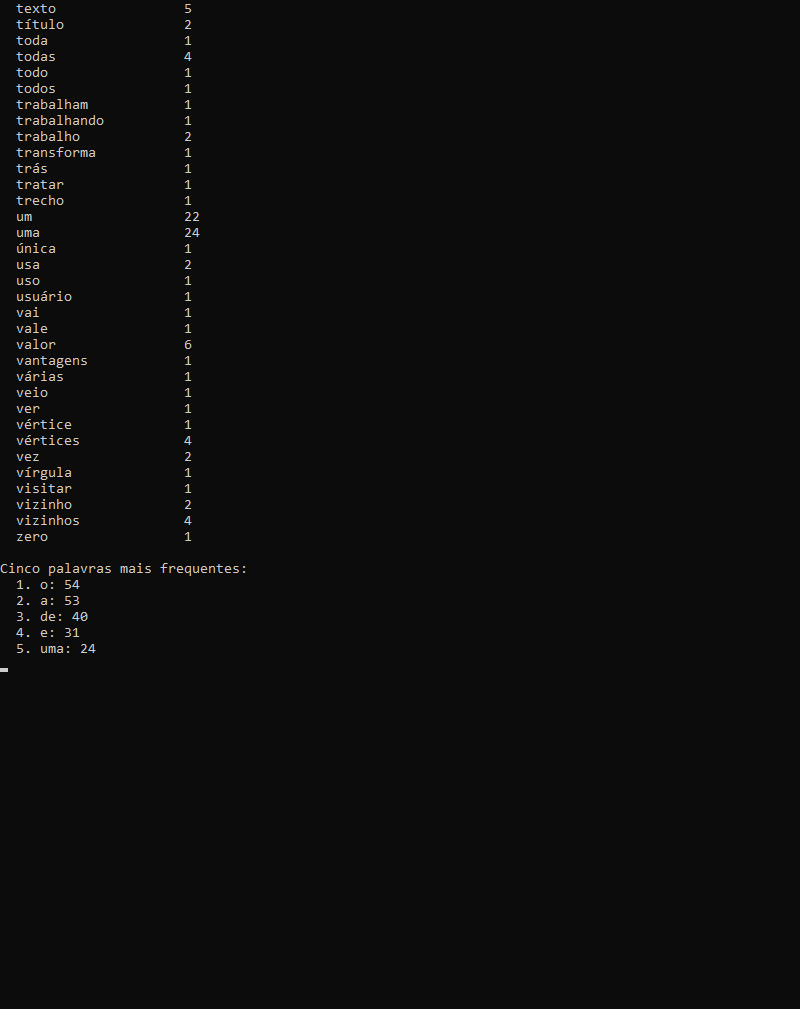 texto 5
título 2
toda 1
todas 4
todo 1
todos 1
trabalham 1
trabalhando 1
trabalho 2
transforma 1
trás 1
tratar 1
trecho 1
um 22
uma 24
única 1
usa 2
uso 1
usuário 1
vai 1
vale 1
valor 6
vantagens 1
várias 1
veio 1
ver 1
vértice 1
vértices 4
vez 2
vírgula 1
visitar 1
vizinho 2
vizinhos 4
zero 1
Cinco palavras mais frequentes:
1. o: 54
2. a: 53
3. de: 40
4. e: 31
5. uma: 24